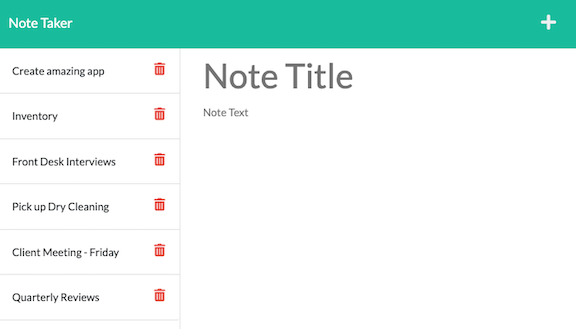 Note Taker
Create amazing app
Inventory
Front Desk Interviews
Pick up Dry Cleaning
Client Meeting - Friday
Quarterly Reviews
Note Title
Note Text